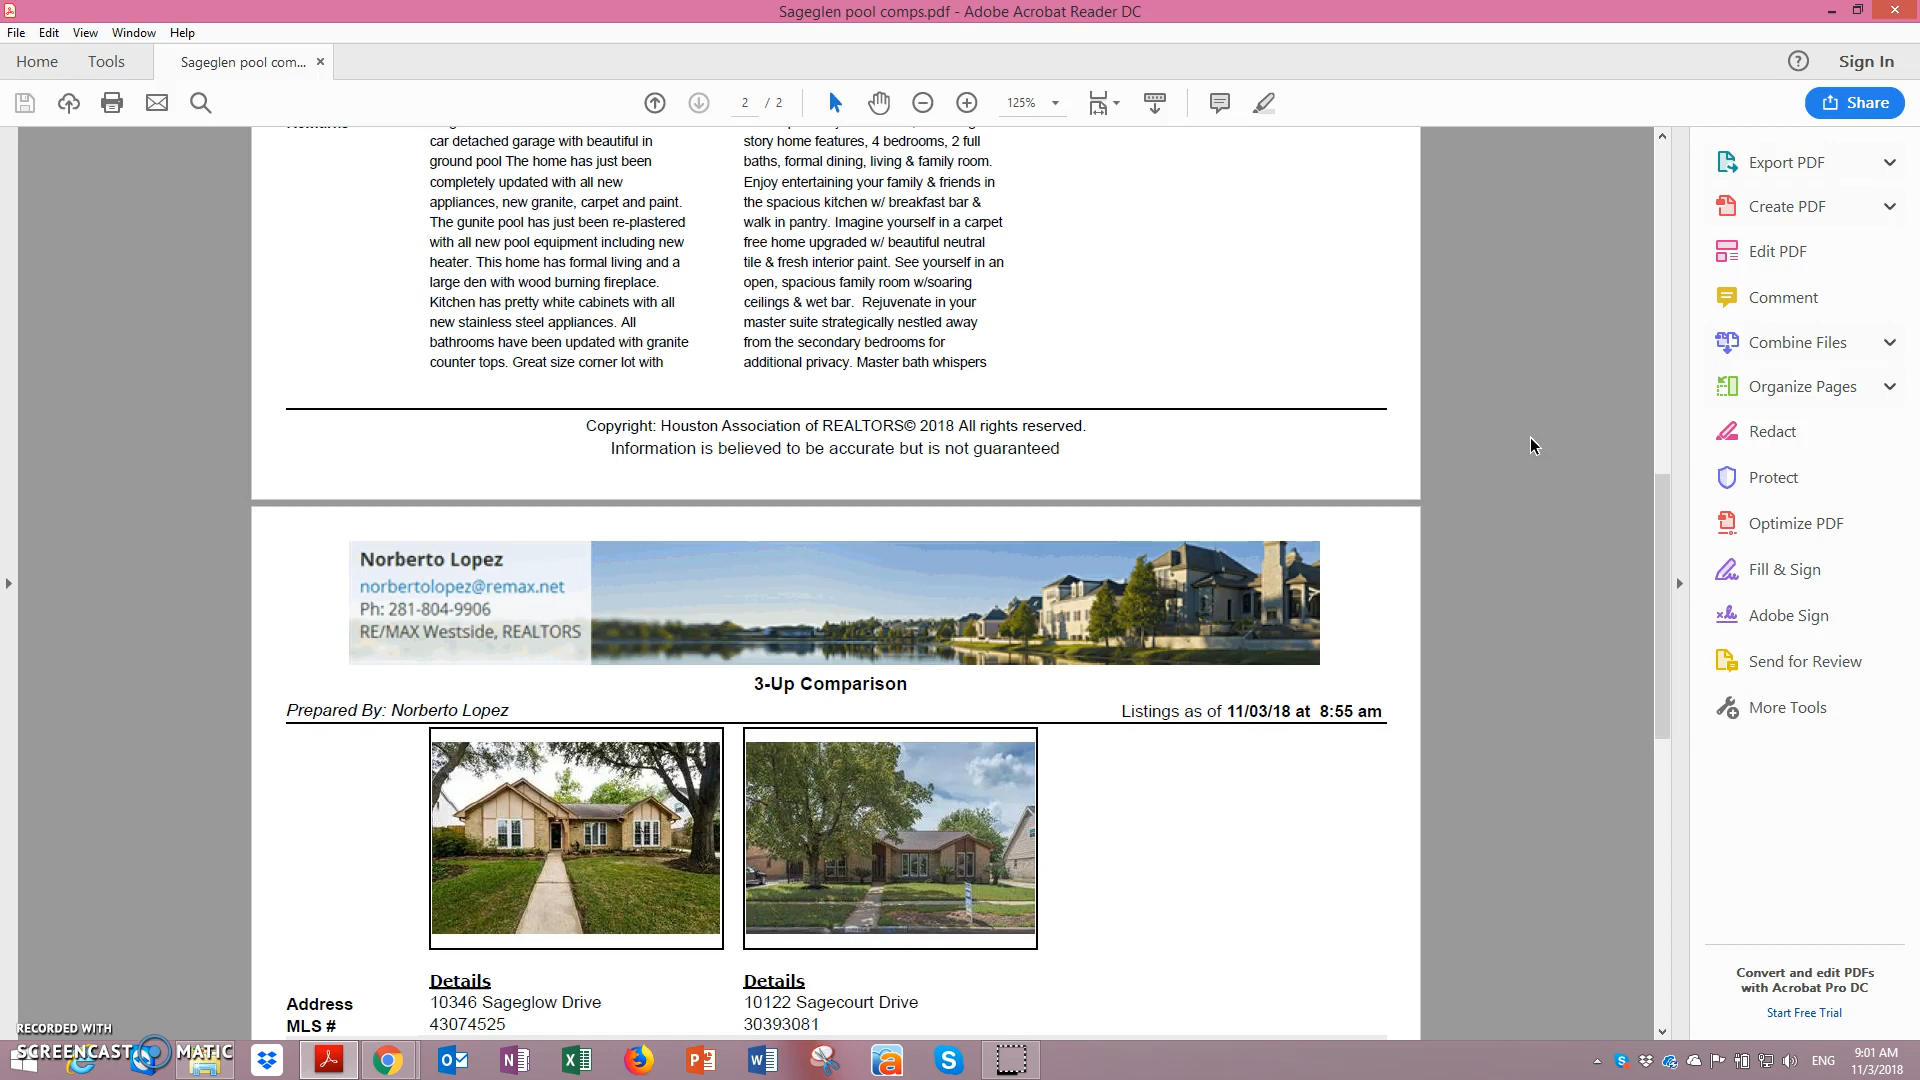 Sageglen pool comps.pdf - Adobe Acrobat Reader DC
File Edit View Window Help
Home Tools Sageglen pool com... × Sign In
2 / 2 125% Share
car detached garage with beautiful in
ground pool The home has just been
completely updated with all new
appliances, new granite, carpet and paint.
The gunite pool has just been re-plastered
with all new pool equipment including new
heater. This home has formal living and a
large den with wood burning fireplace.
Kitchen has pretty white cabinets with all
new stainless steel appliances. All
bathrooms have been updated with granite
counter tops. Great size corner lot with
story home features, 4 bedrooms, 2 full
baths, formal dining, living & family room.
Enjoy entertaining your family & friends in
the spacious kitchen w/ breakfast bar &
walk in pantry. Imagine yourself in a carpet
free home upgraded w/ beautiful neutral
tile & fresh interior paint. See yourself in an
open, spacious family room w/soaring
ceilings & wet bar. Rejuvenate in your
master suite strategically nestled away
from the secondary bedrooms for
additional privacy. Master bath whispers
Copyright: Houston Association of REALTORS© 2018 All rights reserved.
Information is believed to be accurate but is not guaranteed
Norberto Lopez
norbertolopez@remax.net
Ph: 281-804-9906
RE/MAX Westside, REALTORS
3-Up Comparison
Prepared By: Norberto Lopez Listings as of 11/03/18 at 8:55 am
Details Details
Address 10346 Sageglow Drive 10122 Sagecourt Drive
MLS # 43074525 30393081
Export PDF
Create PDF
Edit PDF
Comment
Combine Files
Organize Pages
Redact
Protect
Optimize PDF
Fill & Sign
Adobe Sign
Send for Review
More Tools
Convert and edit PDFs
with Acrobat Pro DC
Start Free Trial
RECORDED WITH
SCREENCAST MATIC
ENG
9:01 AM
11/3/2018